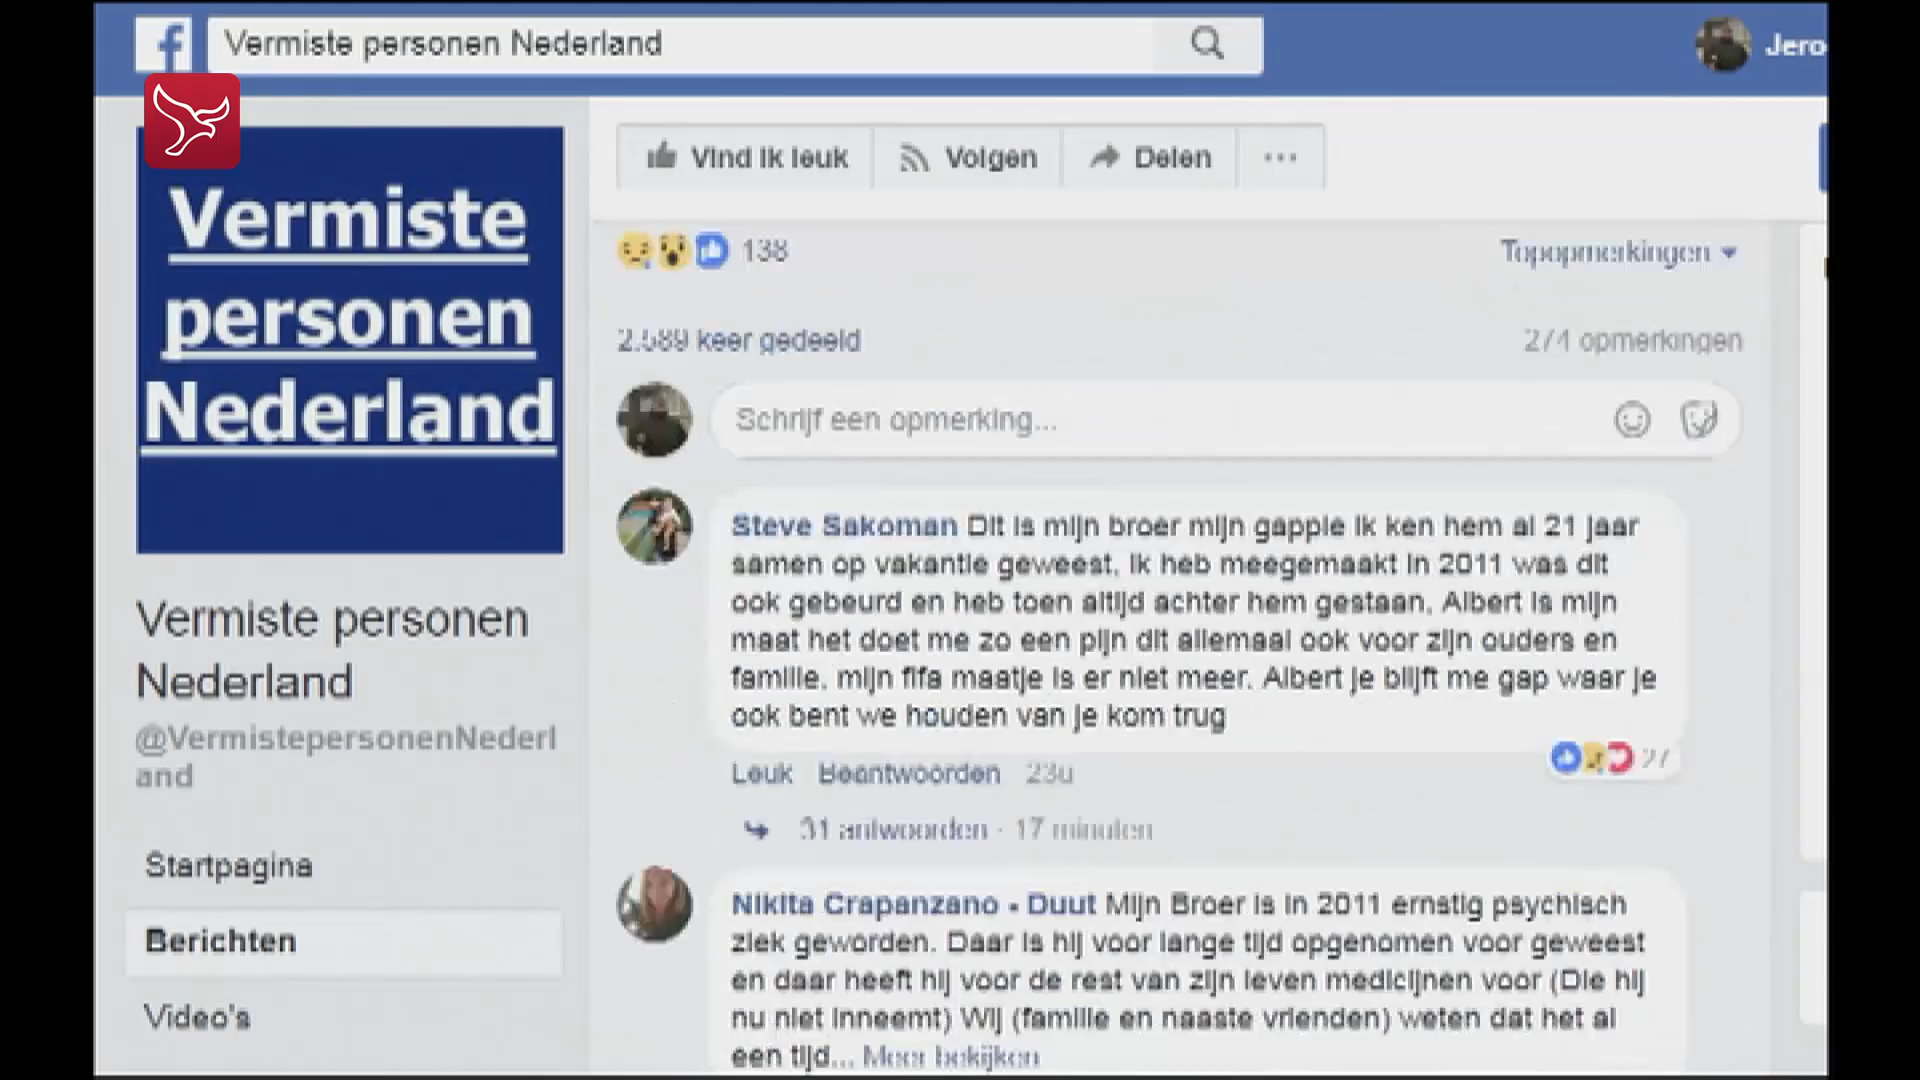 Vermiste personen Nederland
Jero
Vermiste
personen
Nederland
Vind ik leuk Volgen Delen ...
138 Topopmerkingen
2.589 keer gedeeld opmerkingen
Schrijf een opmerking...
Steve Sakoman Dit is mijn broer mijn gappie ik ken hem al 21 jaar
samen op vakantie geweest, ik heb meegemaakt in 2011 was dit
ook gebeurd en heb toen altijd achter hem gestaan, Albert is mijn
maat het doet me zo een pijn dit allemaal ook voor zijn ouders en
familie, mijn fifa maatje is er niet meer. Albert je blijft me gap waar je
ook bent we houden van je kom trug
27
Leuk Beantwoorden 23u
31 antwoorden · 17 minuten
Nikita Crapanzano - Duut Mijn Broer is in 2011 ernstig psychisch
ziek geworden. Daar is hij voor lange tijd opgenomen voor geweest
en daar heeft hij voor de rest van zijn leven medicijnen voor (Die hij
nu niet inneemt) Wij (familie en naaste vrienden) weten dat het al
een tijd... Meer bekijken
Vermiste personen
Nederland
@VermistepersonenNederl
and
Startpagina
Berichten
Video's